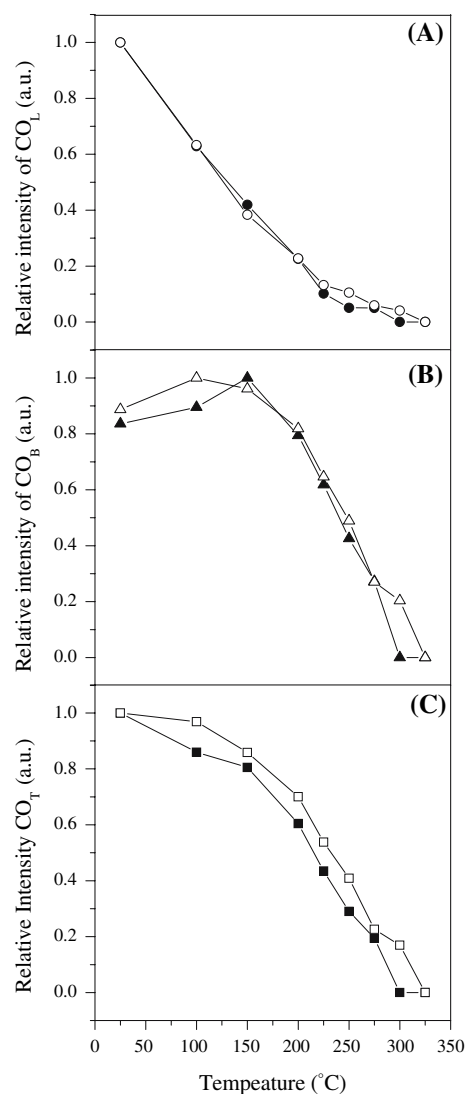 (A)
Relative intensity of CO_L (a.u.)
1.0
0.8
0.6
0.4
0.2
0.0
(B)
Relative intensity of CO_B (a.u.)
1.0
0.8
0.6
0.4
0.2
0.0
(C)
Relative Intensity CO_T (a.u.)
1.0
0.8
0.6
0.4
0.2
0.0
0 50 100 150 200 250 300 350
Tempeature (°C)